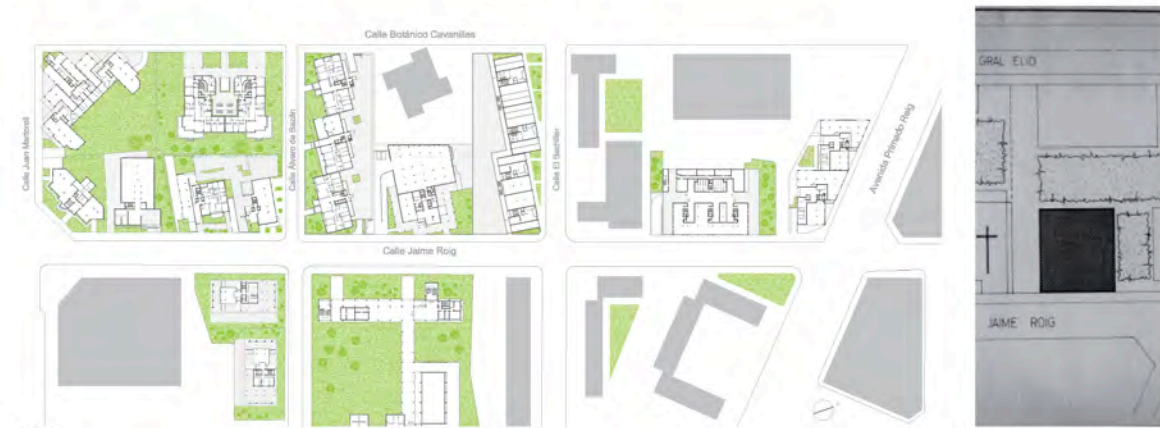 Calle Botánico Cavanilles
Calle Juan Martorell
Calle Álvaro de Bazán
Calle El Bachiller
Avenida Primado Reig
Calle Jaime Roig
GRAL ELIO
JAIME ROIG